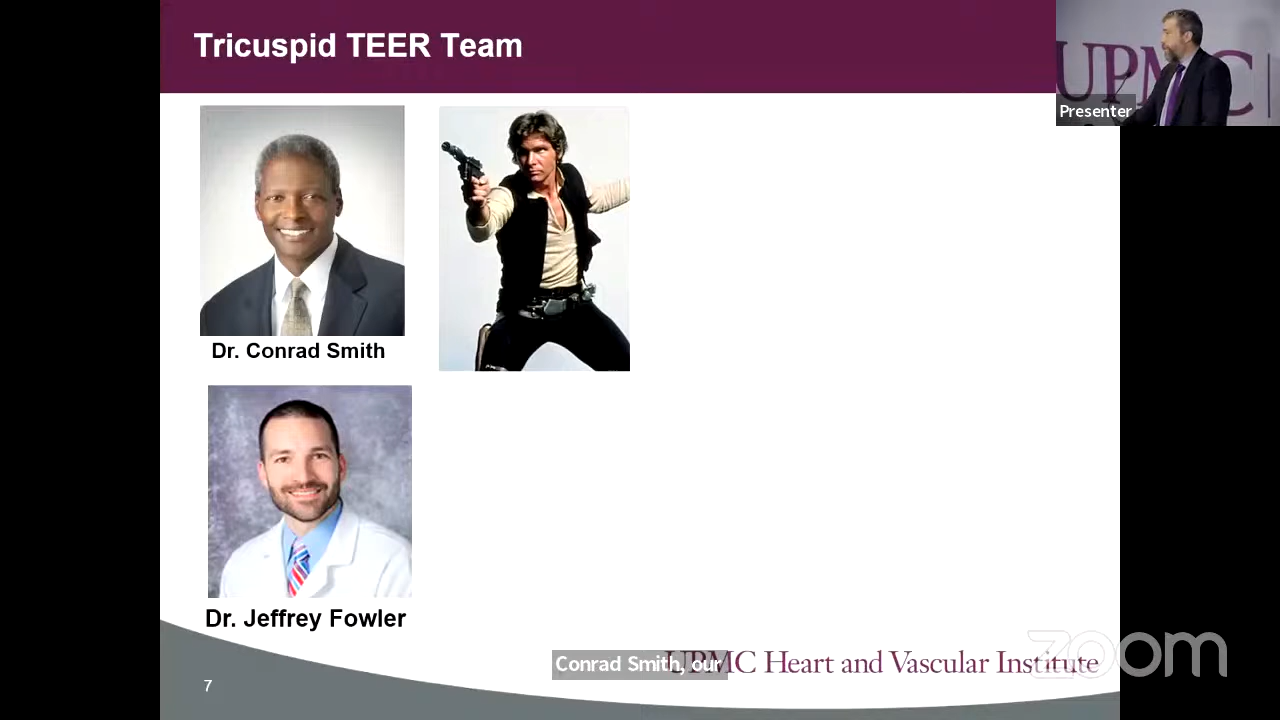 Tricuspid TEER Team
UPMC
Presenter
Dr. Conrad Smith
Dr. Jeffrey Fowler
Conrad Smith, our
UPMC Heart and Vascular Institute
zoom
7